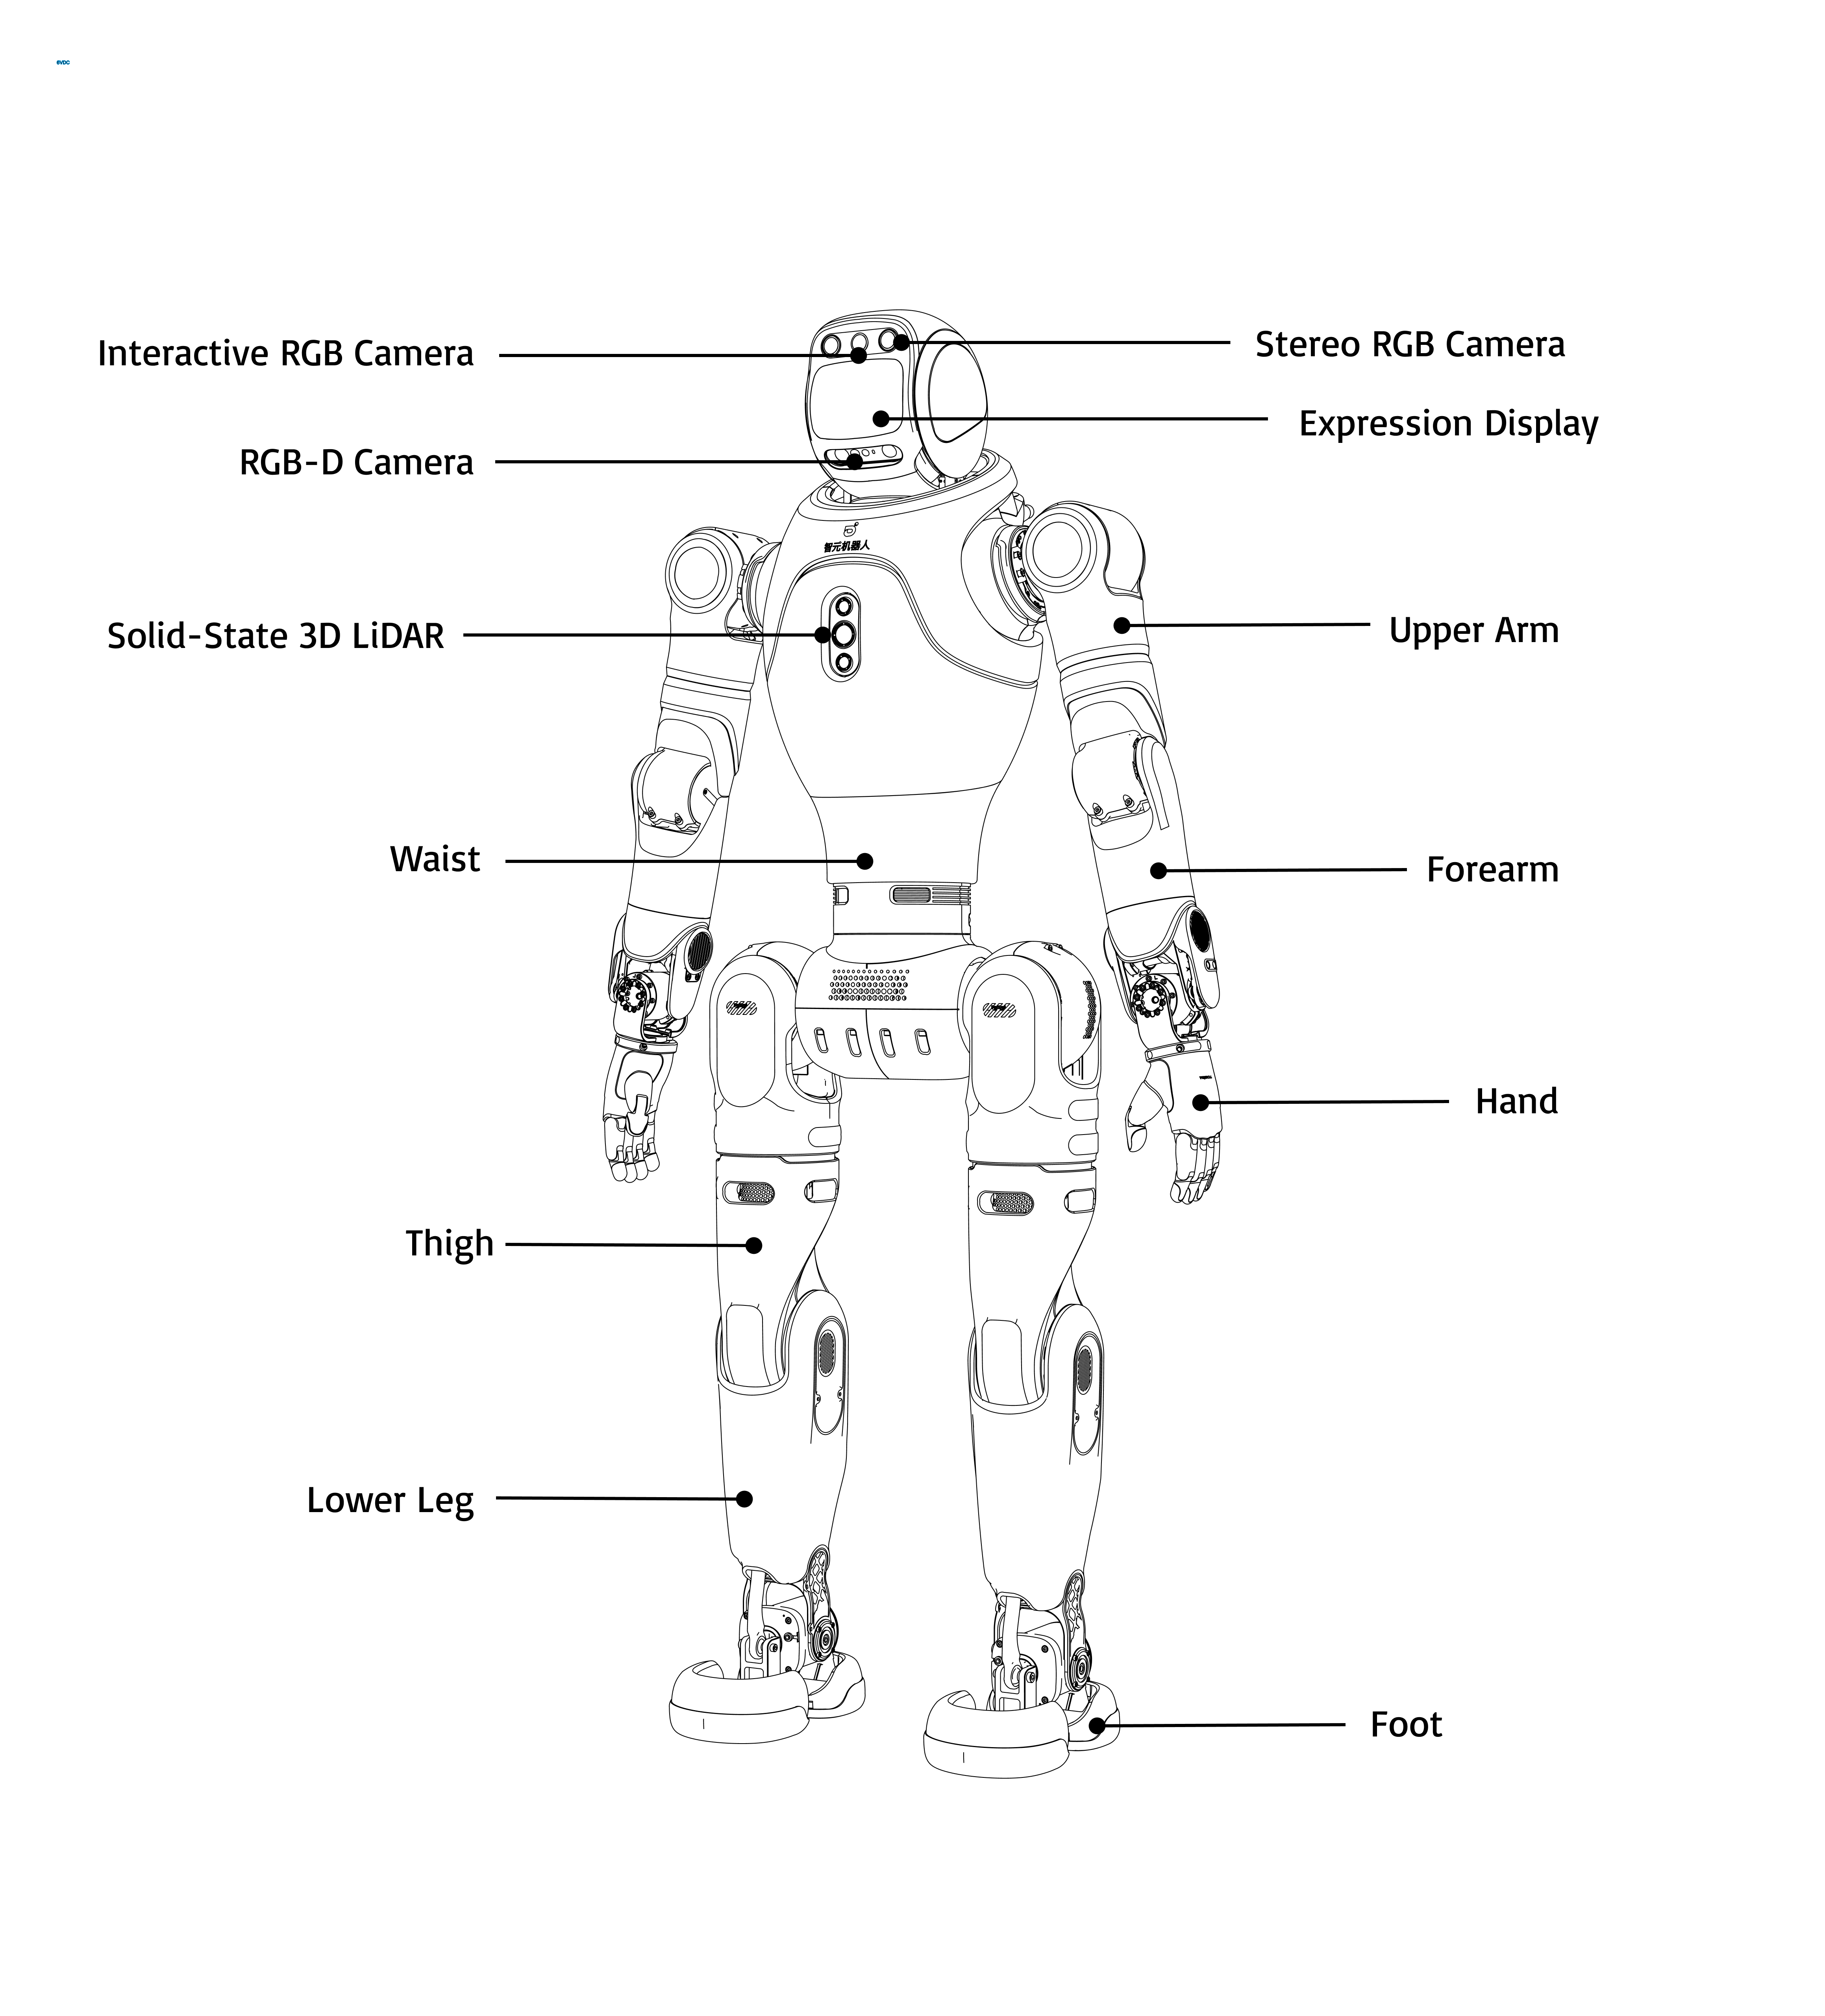 6VDC
Interactive RGB Camera
Stereo RGB Camera
Expression Display
RGB-D Camera
智元机器人
Solid-State 3D LiDAR
Upper Arm
Waist
Forearm
Hand
Thigh
Lower Leg
Foot